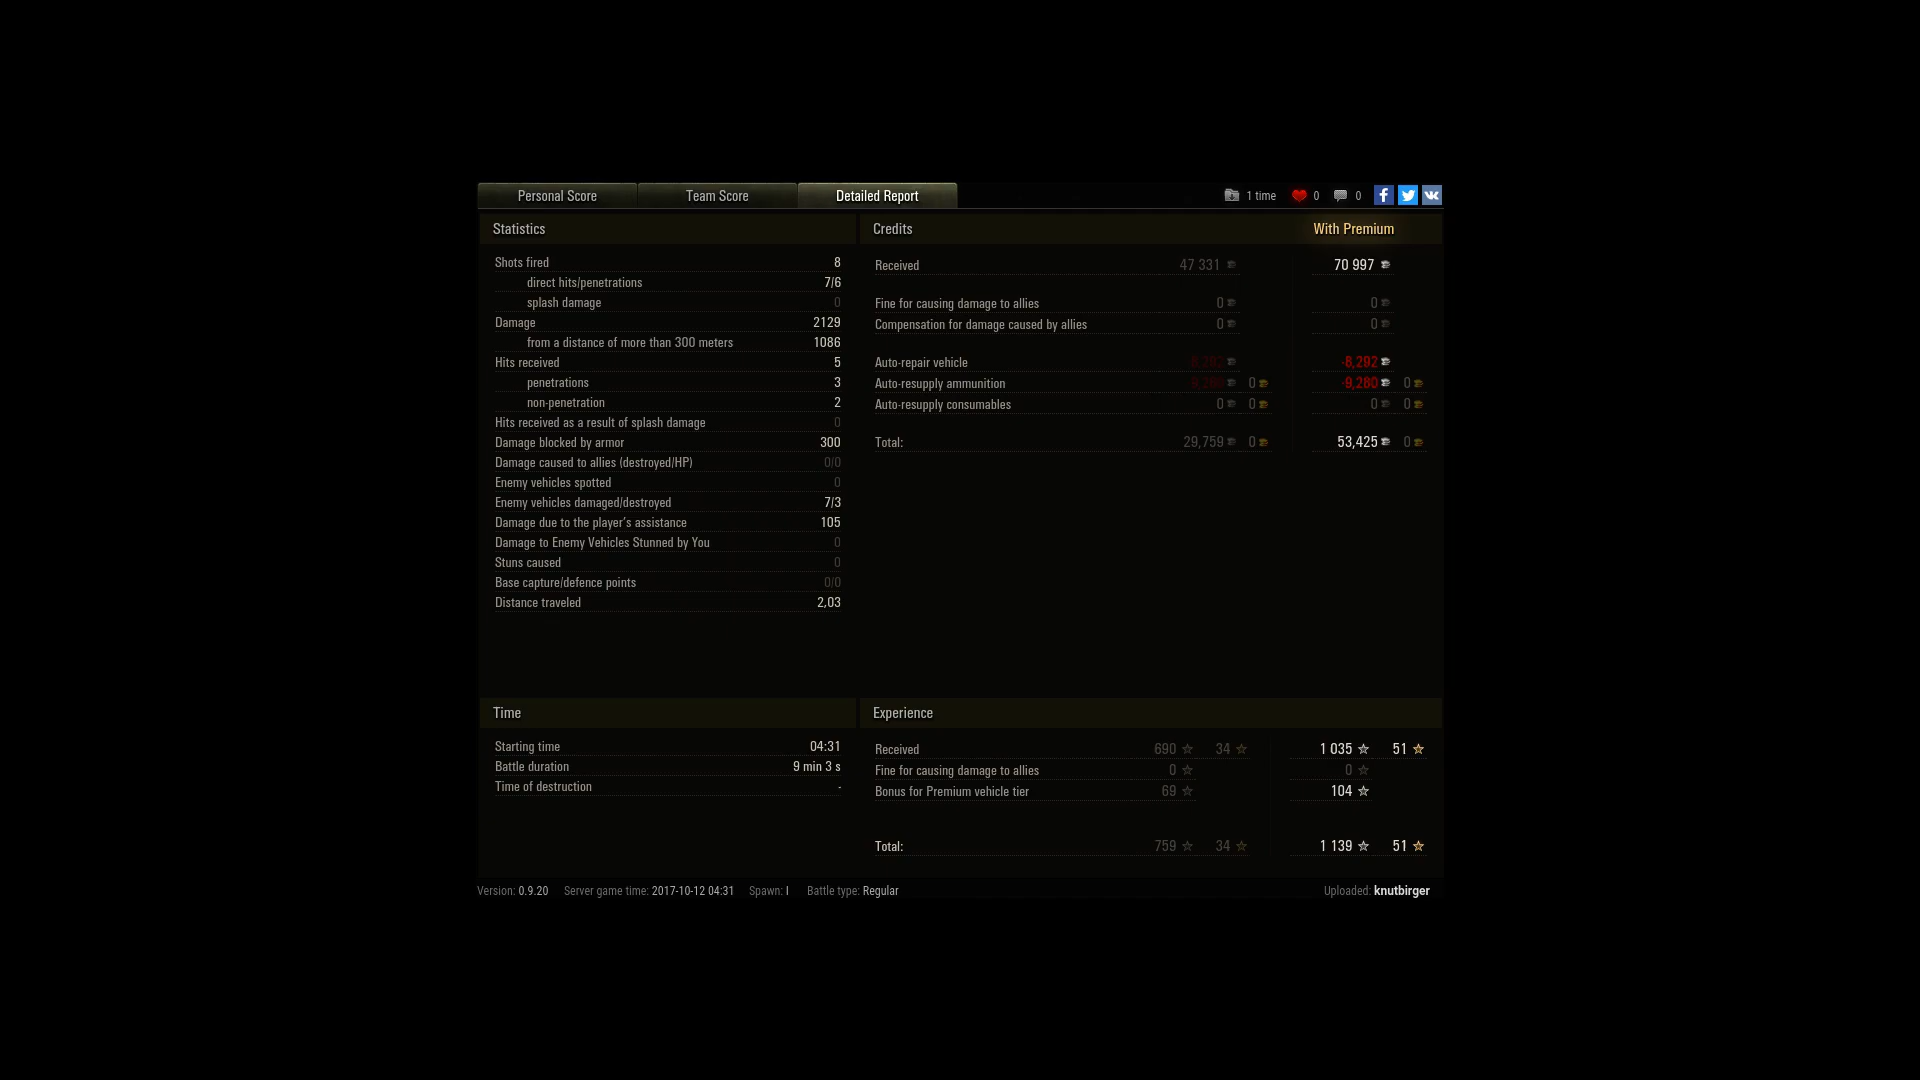 Personal Score Team Score Detailed Report 1 time 0 0
Statistics
Shots fired 8
direct hits/penetrations 7/6
splash damage 0
Damage 2129
from a distance of more than 300 meters 1086
Hits received 5
penetrations 3
non-penetration 2
Hits received as a result of splash damage 0
Damage blocked by armor 300
Damage caused to allies (destroyed/HP) 0/0
Enemy vehicles spotted 0
Enemy vehicles damaged/destroyed 7/3
Damage due to the player's assistance 105
Damage to Enemy Vehicles Stunned by You 0
Stuns caused 0
Base capture/defence points 0/0
Distance traveled 2,03
Credits With Premium
Received 47 331 70 997
Fine for causing damage to allies 0 0
Compensation for damage caused by allies 0 0
Auto-repair vehicle -8,292 -8,292
Auto-resupply ammunition -9,280 0 -9,280 0
Auto-resupply consumables 0 0 0 0
Total: 29,759 0 53,425 0
Time
Starting time 04:31
Battle duration 9 min 3 s
Time of destruction -
Experience
Received 690 34 1 035 51
Fine for causing damage to allies 0 0
Bonus for Premium vehicle tier 69 104
Total: 759 34 1 139 51
Version: 0.9.20 Server game time: 2017-10-12 04:31 Spawn: I Battle type: Regular Uploaded: knutbirger